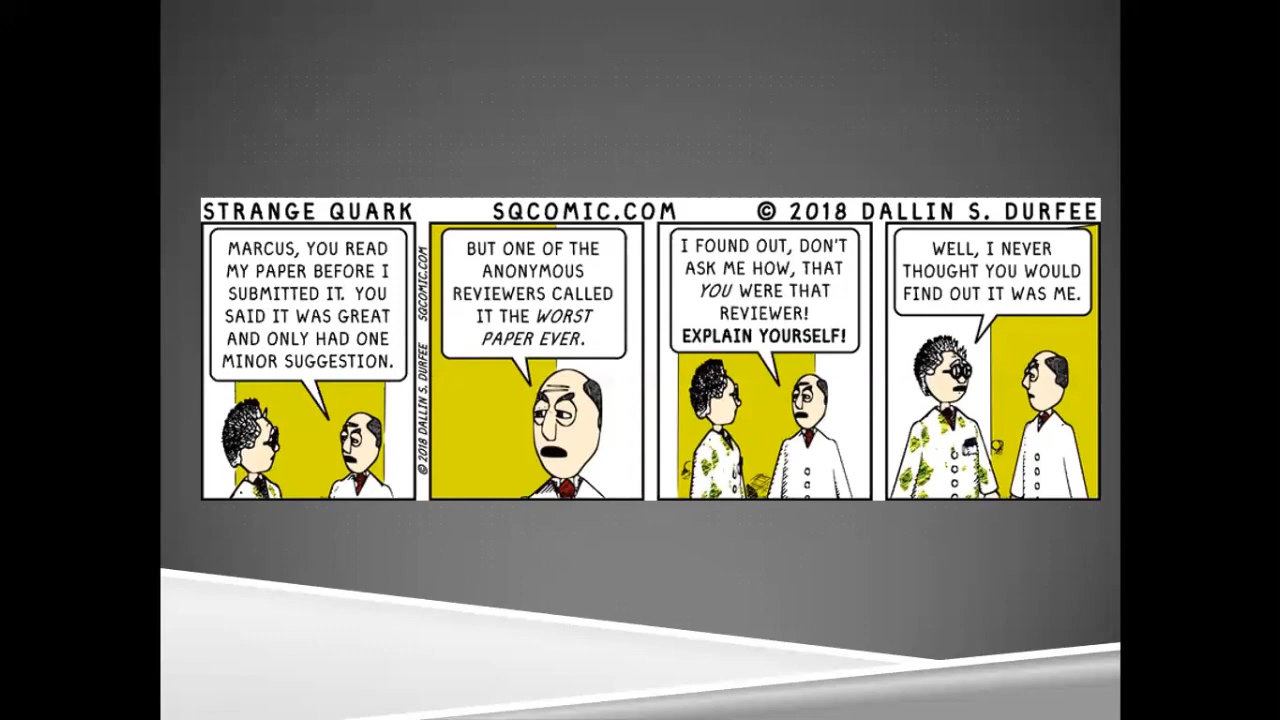 STRANGE QUARK SQCOMIC.COM © 2018 DALLIN S. DURFEE
MARCUS, YOU READ
MY PAPER BEFORE I
SUBMITTED IT. YOU
SAID IT WAS GREAT
AND ONLY HAD ONE
MINOR SUGGESTION.
© 2018 DALLIN S. DURFEE SQCOMIC.COM
BUT ONE OF THE
ANONYMOUS
REVIEWERS CALLED
IT THE WORST
PAPER EVER.
I FOUND OUT, DON'T
ASK ME HOW, THAT
YOU WERE THAT
REVIEWER!
EXPLAIN YOURSELF!
WELL, I NEVER
THOUGHT YOU WOULD
FIND OUT IT WAS ME.